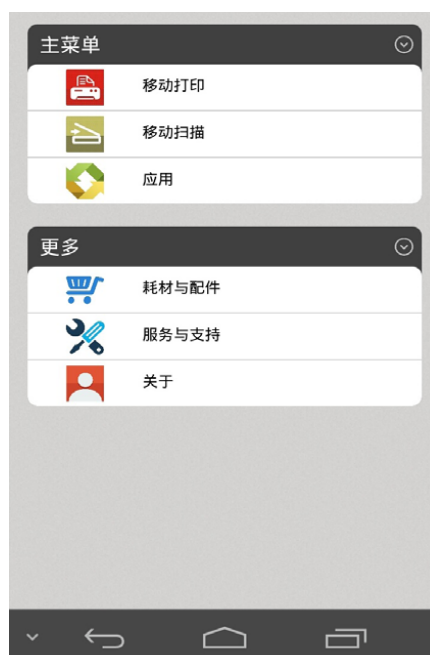 主菜单
移动打印
移动扫描
应用
更多
耗材与配件
服务与支持
关于